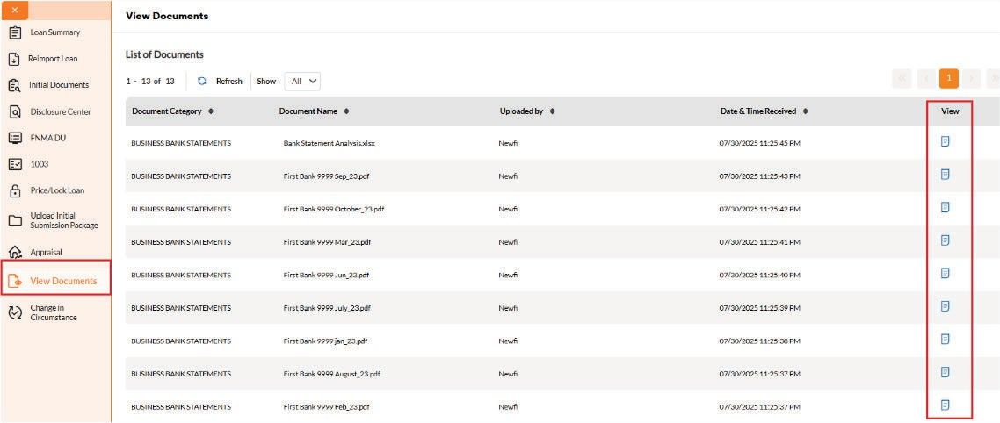 ×
Loan Summary
Reimport Loan
Initial Documents
Disclosure Center
FNMA DU
1003
Price/Lock Loan
Upload Initial
Submission Package
Appraisal
View Documents
Change in
Circumstance
View Documents
List of Documents
1 - 13 of 13 Refresh Show All « ‹ 1 › »
Document Category Document Name Uploaded by Date & Time Received View
BUSINESS BANK STATEMENTS Bank Statement Analysis.xlsx Newfi 07/30/2025 11:25:45 PM
BUSINESS BANK STATEMENTS First Bank 9999 Sep_23.pdf Newfi 07/30/2025 11:25:43 PM
BUSINESS BANK STATEMENTS First Bank 9999 October_23.pdf Newfi 07/30/2025 11:25:42 PM
BUSINESS BANK STATEMENTS First Bank 9999 Mar_23.pdf Newfi 07/30/2025 11:25:41 PM
BUSINESS BANK STATEMENTS First Bank 9999 Jun_23.pdf Newfi 07/30/2025 11:25:40 PM
BUSINESS BANK STATEMENTS First Bank 9999 July_23.pdf Newfi 07/30/2025 11:25:39 PM
BUSINESS BANK STATEMENTS First Bank 9999 jan_23.pdf Newfi 07/30/2025 11:25:38 PM
BUSINESS BANK STATEMENTS First Bank 9999 August_23.pdf Newfi 07/30/2025 11:25:37 PM
BUSINESS BANK STATEMENTS First Bank 9999 Feb_23.pdf Newfi 07/30/2025 11:25:37 PM